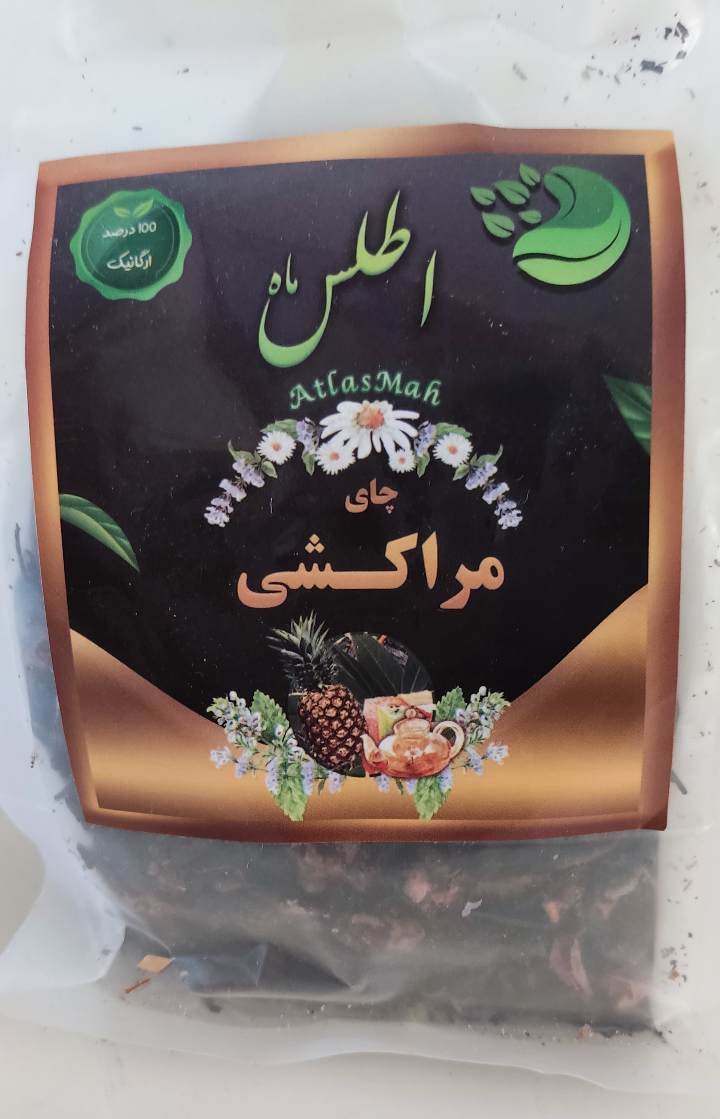 100 درصد
ارگانیک
اطلس ماه
AtlasMah
چای
مراکشی